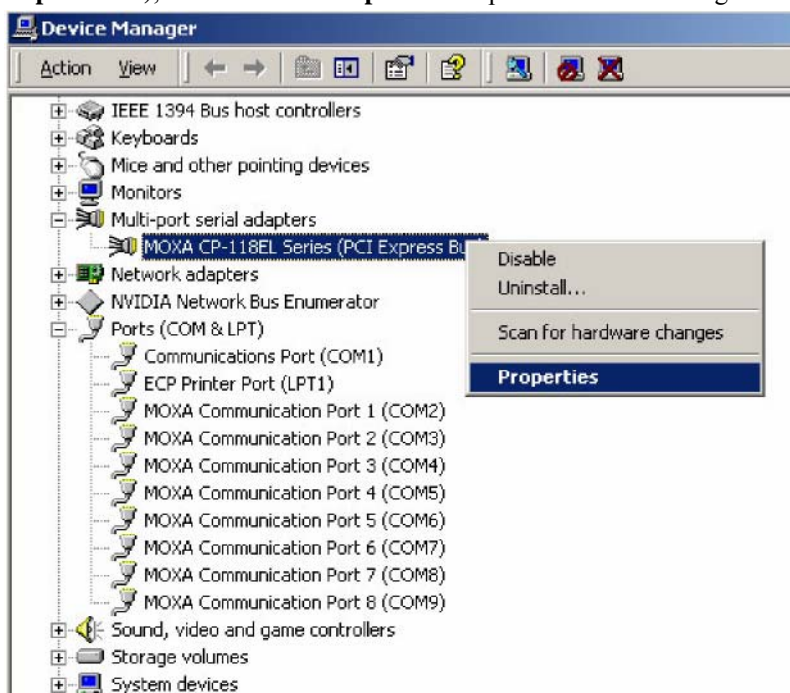 Device Manager
Action View
IEEE 1394 Bus host controllers
Keyboards
Mice and other pointing devices
Monitors
Multi-port serial adapters
MOXA CP-118EL Series (PCI Express Bu
Disable
Uninstall...
Scan for hardware changes
Properties
Network adapters
NVIDIA Network Bus Enumerator
Ports (COM & LPT)
Communications Port (COM1)
ECP Printer Port (LPT1)
MOXA Communication Port 1 (COM2)
MOXA Communication Port 2 (COM3)
MOXA Communication Port 3 (COM4)
MOXA Communication Port 4 (COM5)
MOXA Communication Port 5 (COM6)
MOXA Communication Port 6 (COM7)
MOXA Communication Port 7 (COM8)
MOXA Communication Port 8 (COM9)
Sound, video and game controllers
Storage volumes
System devices